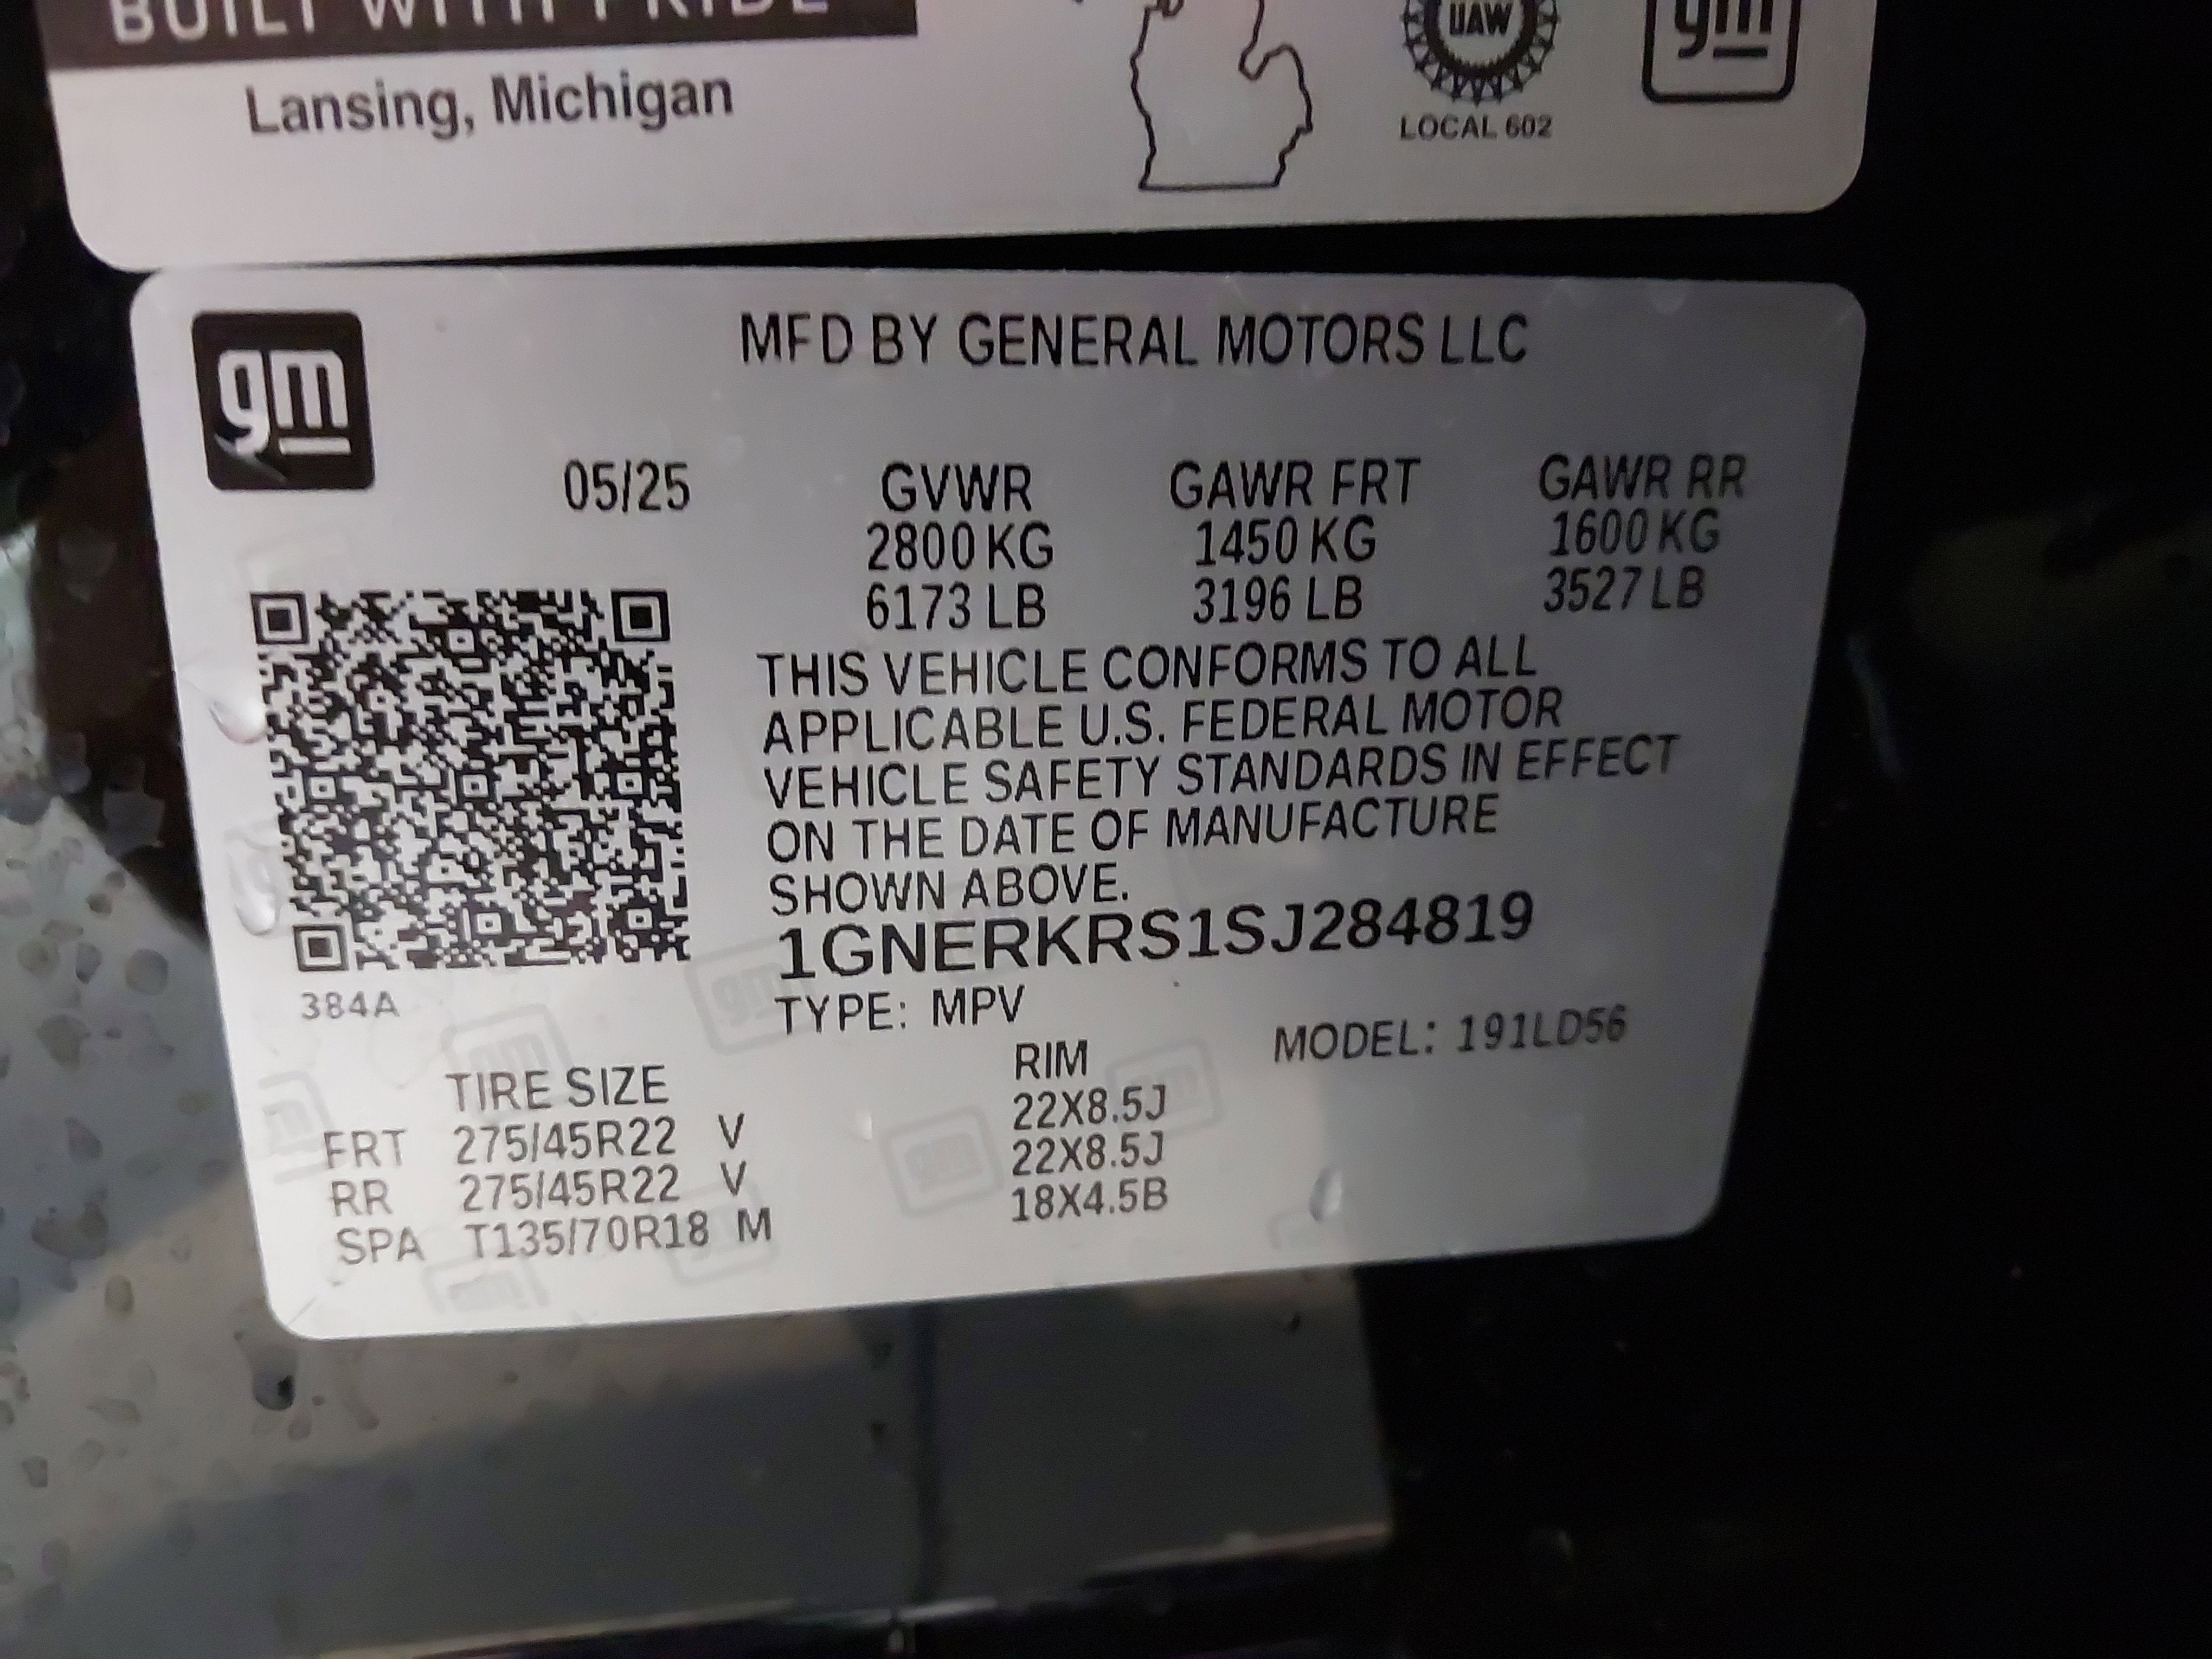 BUILT WITH PRIDE
Lansing, Michigan
UAW
LOCAL 602
gm
gm
MFD BY GENERAL MOTORS LLC
05/25 GVWR GAWR FRT GAWR RR
2800 KG 1450 KG 1600 KG
6173 LB 3196 LB 3527 LB
THIS VEHICLE CONFORMS TO ALL
APPLICABLE U.S. FEDERAL MOTOR
VEHICLE SAFETY STANDARDS IN EFFECT
ON THE DATE OF MANUFACTURE
SHOWN ABOVE.
1GNERKRS1SJ284819
384A
TYPE: MPV MODEL: 191LD56
TIRE SIZE RIM
FRT 275/45R22 V 22X8.5J
RR 275/45R22 V 22X8.5J
SPA T135/70R18 M 18X4.5B